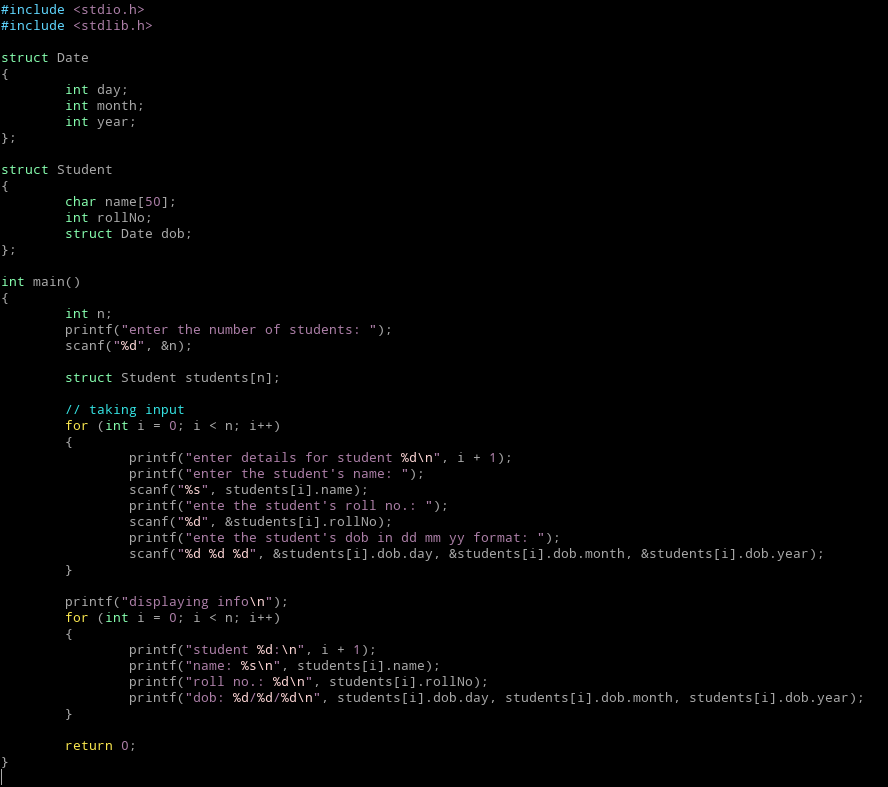 #include <stdio.h>
#include <stdlib.h>

struct Date
{
        int day;
        int month;
        int year;
};

struct Student
{
        char name[50];
        int rollNo;
        struct Date dob;
};

int main()
{
        int n;
        printf("enter the number of students: ");
        scanf("%d", &n);

        struct Student students[n];

        // taking input
        for (int i = 0; i < n; i++)
        {
                printf("enter details for student %d\n", i + 1);
                printf("enter the student's name: ");
                scanf("%s", students[i].name);
                printf("ente the student's roll no.: ");
                scanf("%d", &students[i].rollNo);
                printf("ente the student's dob in dd mm yy format: ");
                scanf("%d %d %d", &students[i].dob.day, &students[i].dob.month, &students[i].dob.year);
        }

        printf("displaying info\n");
        for (int i = 0; i < n; i++)
        {
                printf("student %d:\n", i + 1);
                printf("name: %s\n", students[i].name);
                printf("roll no.: %d\n", students[i].rollNo);
                printf("dob: %d/%d/%d\n", students[i].dob.day, students[i].dob.month, students[i].dob.year);
        }

        return 0;
}